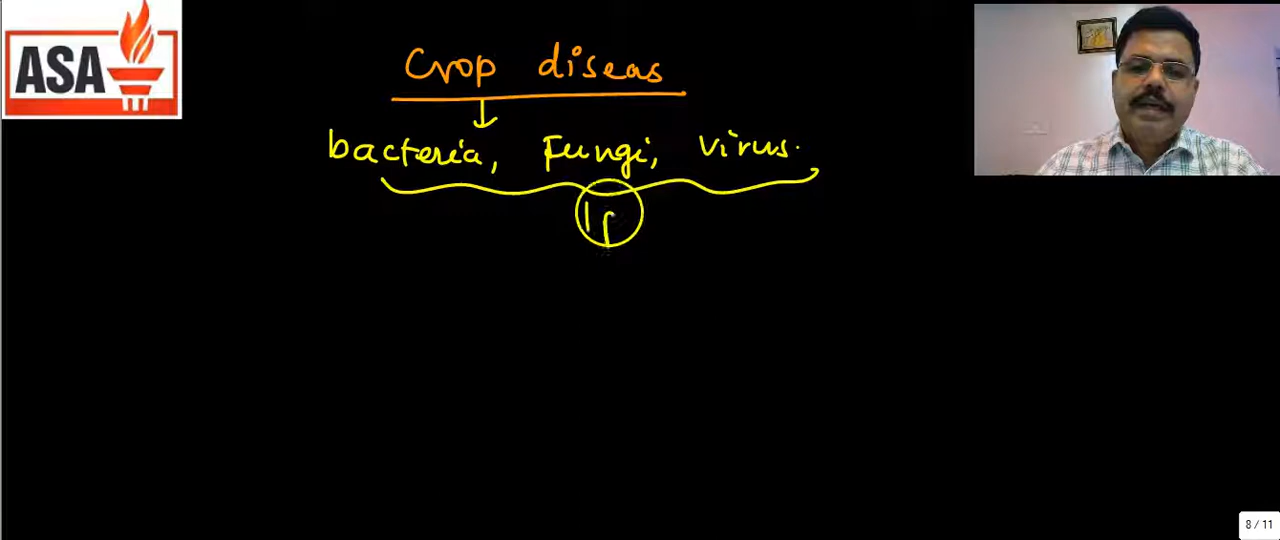 ASA
Crop diseas
bacteria, Fungi, virus.
8 / 11